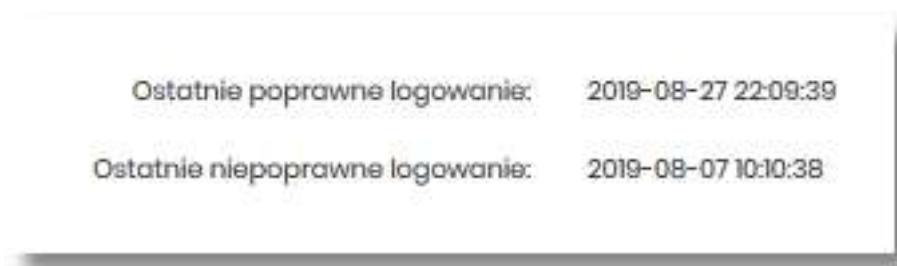 Ostatnie poprawne logowanie: 2019-08-27 22:09:39
Ostatnie niepoprawne logowanie: 2019-08-07 10:10:38